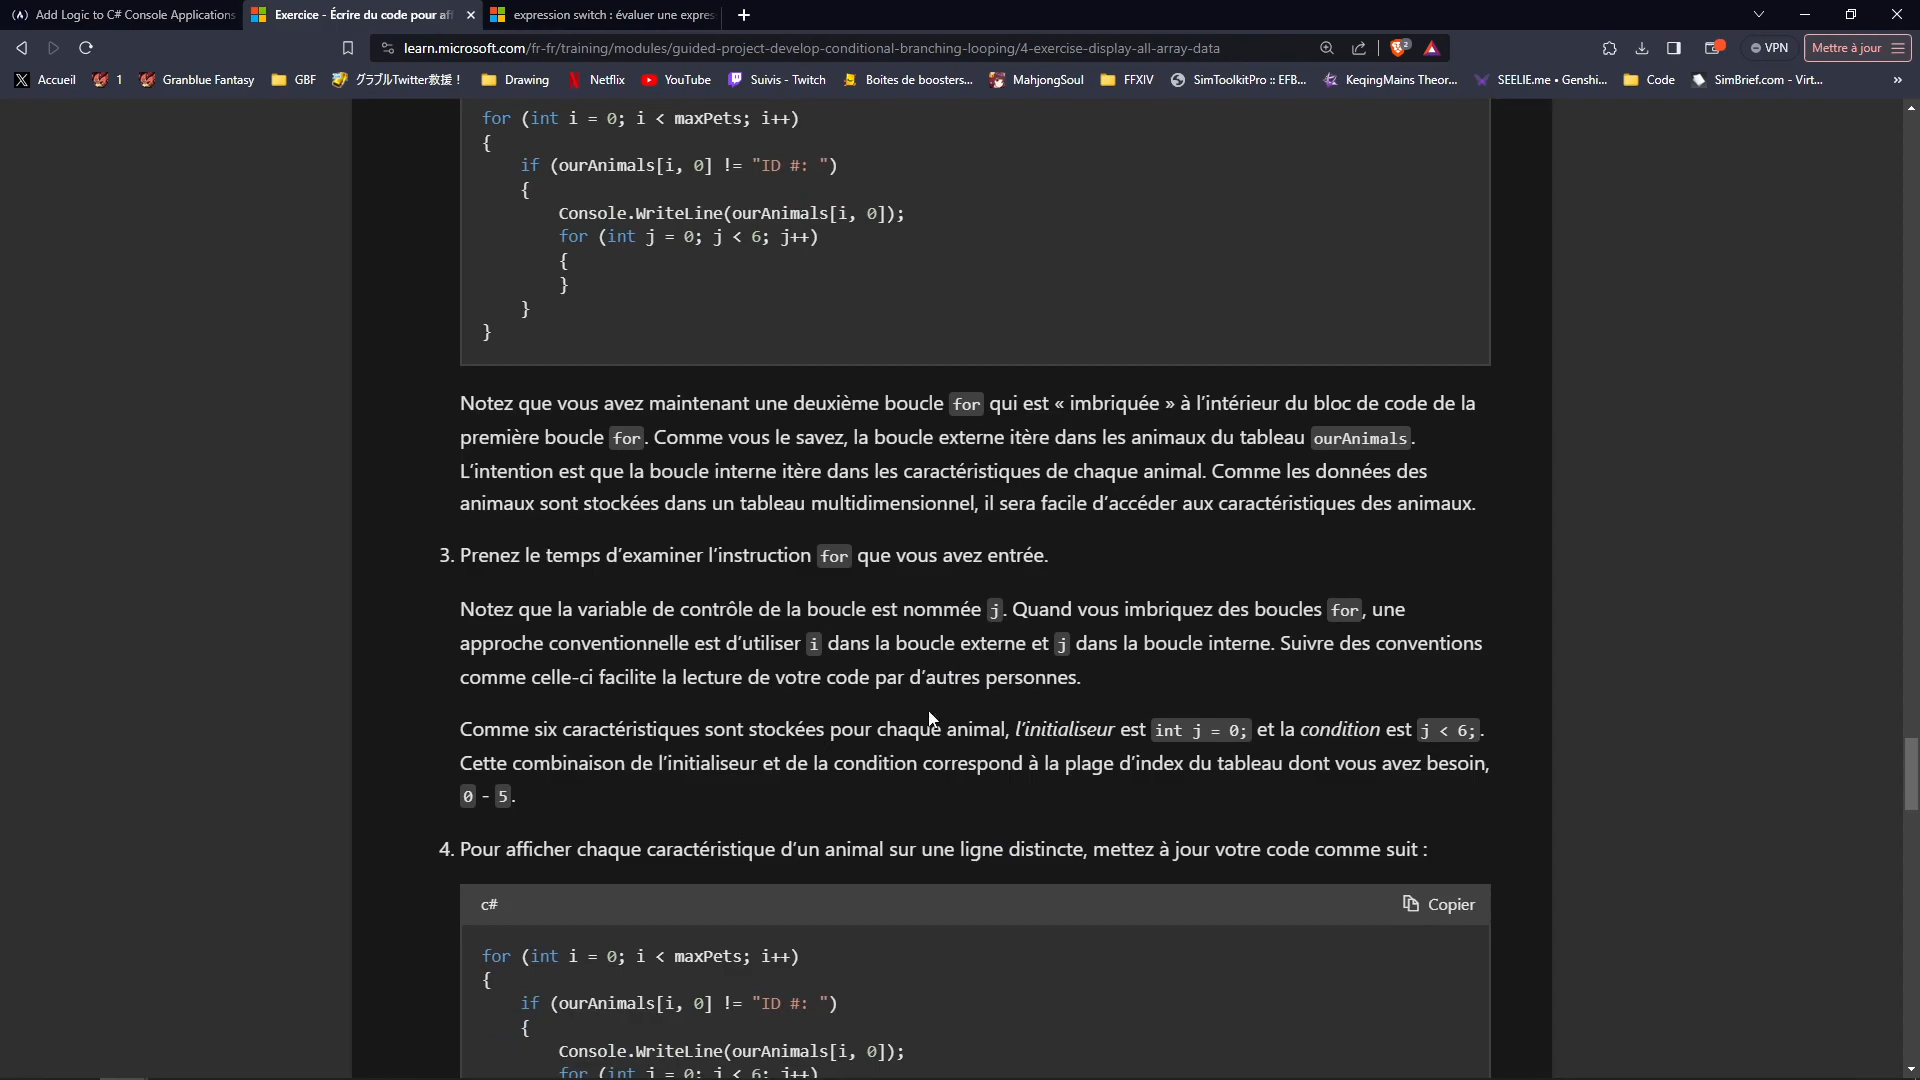 Add Logic to C# Console Applications
Exercice - Écrire du code pour af
expression switch : évaluer une expres
learn.microsoft.com/fr-fr/training/modules/guided-project-develop-conditional-branching-looping/4-exercise-display-all-array-data
2
VPN
Mettre à jour
Accueil
1
Granblue Fantasy
GBF
グラブルTwitter救援！
Drawing
Netflix
YouTube
Suivis - Twitch
Boites de boosters...
MahjongSoul
FFXIV
SimToolkitPro :: EFB...
KeqingMains Theor...
SEELIE.me • Genshi...
Code
SimBrief.com - Virt...
»
for (int i = 0; i < maxPets; i++)
{
if (ourAnimals[i, 0] != "ID #: ")
{
Console.WriteLine(ourAnimals[i, 0]);
for (int j = 0; j < 6; j++)
{
}
}
}
Notez que vous avez maintenant une deuxième boucle for qui est « imbriquée » à l’intérieur du bloc de code de la
première boucle for. Comme vous le savez, la boucle externe itère dans les animaux du tableau ourAnimals.
L’intention est que la boucle interne itère dans les caractéristiques de chaque animal. Comme les données des
animaux sont stockées dans un tableau multidimensionnel, il sera facile d’accéder aux caractéristiques des animaux.
3. Prenez le temps d’examiner l’instruction for que vous avez entrée.
Notez que la variable de contrôle de la boucle est nommée j. Quand vous imbriquez des boucles for, une
approche conventionnelle est d’utiliser i dans la boucle externe et j dans la boucle interne. Suivre des conventions
comme celle-ci facilite la lecture de votre code par d’autres personnes.
Comme six caractéristiques sont stockées pour chaque animal, l’initialiseur est int j = 0; et la condition est j < 6;.
Cette combinaison de l’initialiseur et de la condition correspond à la plage d’index du tableau dont vous avez besoin,
0 - 5.
4. Pour afficher chaque caractéristique d’un animal sur une ligne distincte, mettez à jour votre code comme suit :
c#
Copier
for (int i = 0; i < maxPets; i++)
{
if (ourAnimals[i, 0] != "ID #: ")
{
Console.WriteLine(ourAnimals[i, 0]);
for (int j = 0; j < 6; j++)